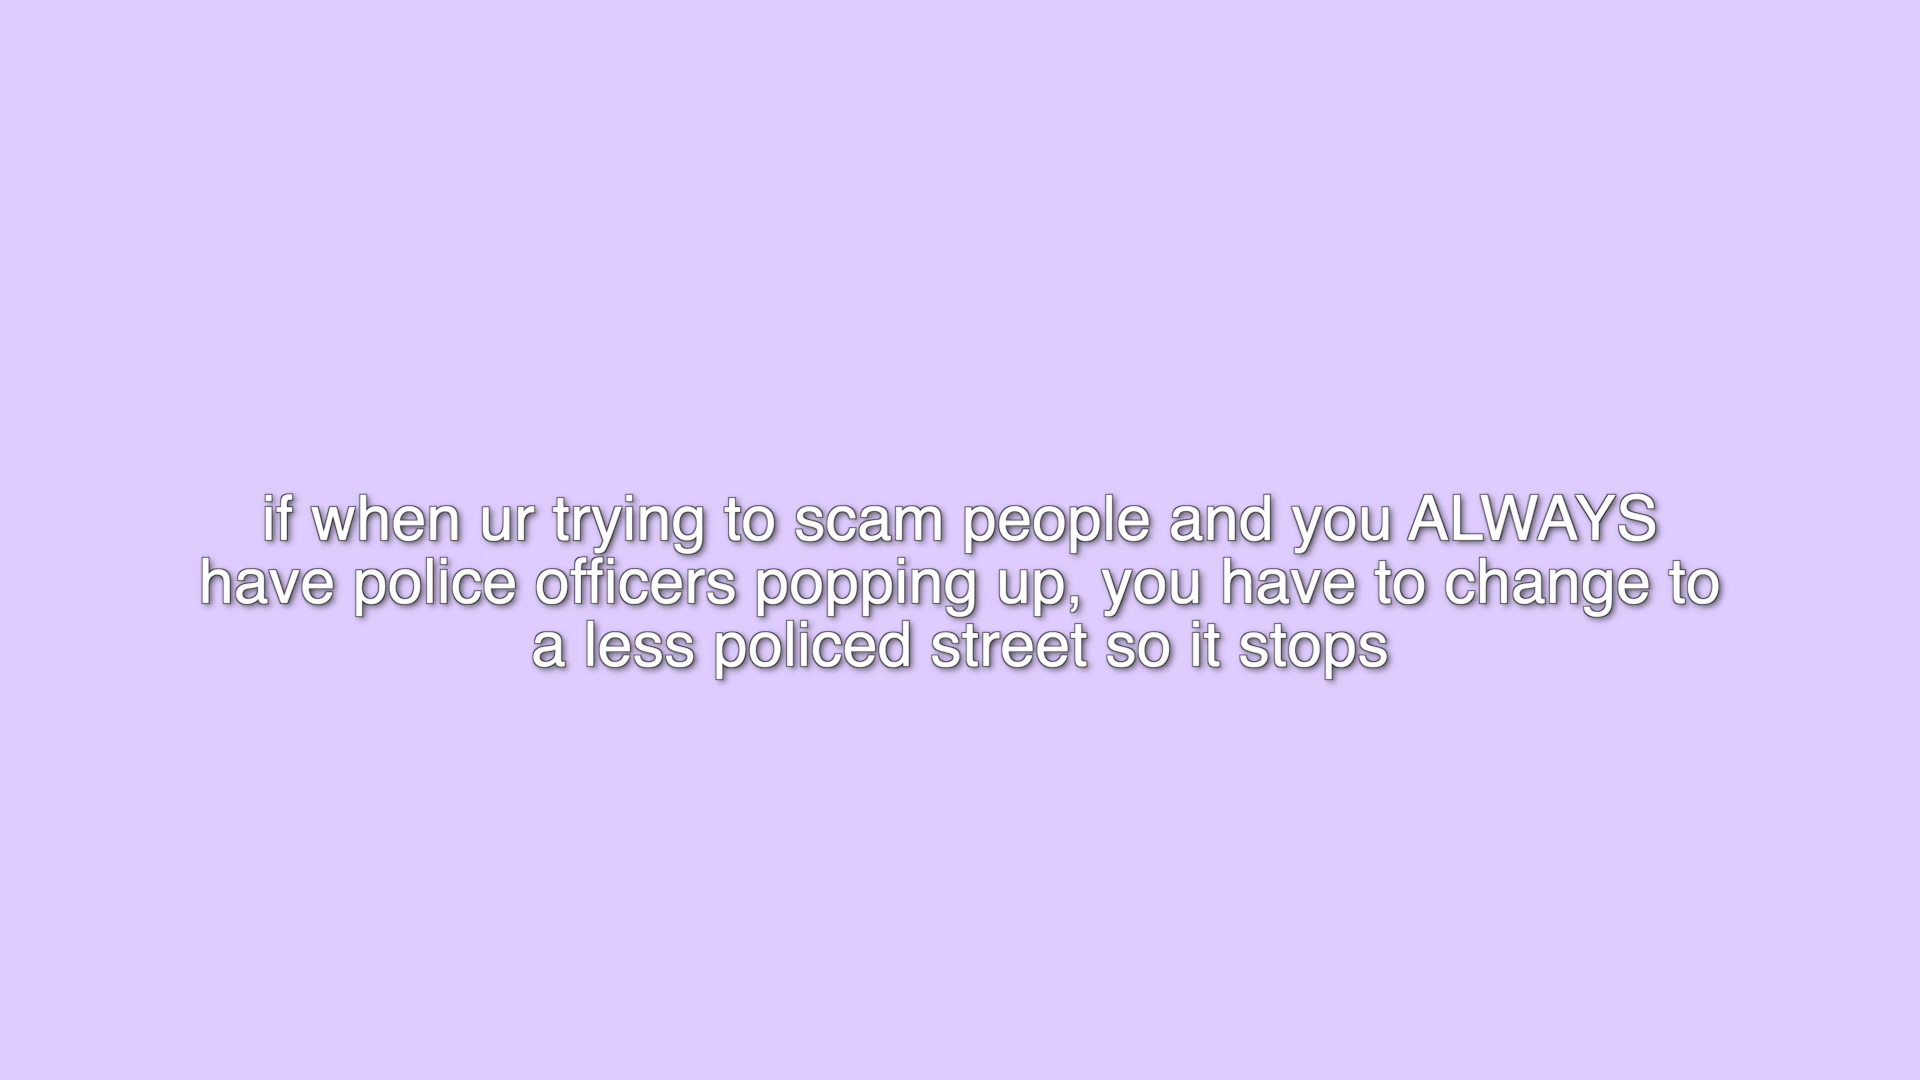 if when ur trying to scam people and you ALWAYS
have police officers popping up, you have to change to
a less policed street so it stops